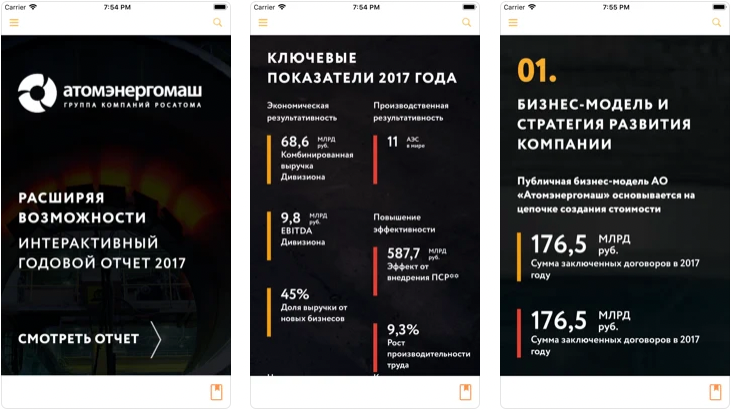 Carrier 7:54 PM
атомэнергомаш
ГРУППА КОМПАНИЙ РОСАТОМА
РАСШИРЯЯ
ВОЗМОЖНОСТИ
ИНТЕРАКТИВНЫЙ
ГОДОВОЙ ОТЧЕТ 2017
СМОТРЕТЬ ОТЧЕТ
Carrier 7:54 PM
КЛЮЧЕВЫЕ
ПОКАЗАТЕЛИ 2017 ГОДА
Экономическая
результативность
68,6 МЛРД
руб.
Комбинированная
выручка
Дивизиона
9,8 МЛРД
руб.
EBITDA
Дивизиона
45%
Доля выручки от
новых бизнесов
Производственная
результативность
11 АЭС
в мире
Повышение
эффективности
587,7 МЛРД
руб.
Эффект от
внедрения ПСР
9,3%
Рост
производительности
труда
Carrier 7:55 PM
01.
БИЗНЕС-МОДЕЛЬ И
СТРАТЕГИЯ РАЗВИТИЯ
КОМПАНИИ
Публичная бизнес-модель АО
«Атомэнергомаш» основывается на
цепочке создания стоимости
176,5 МЛРД
руб.
Сумма заключенных договоров в 2017
году
176,5 МЛРД
руб.
Сумма заключенных договоров в 2017
году